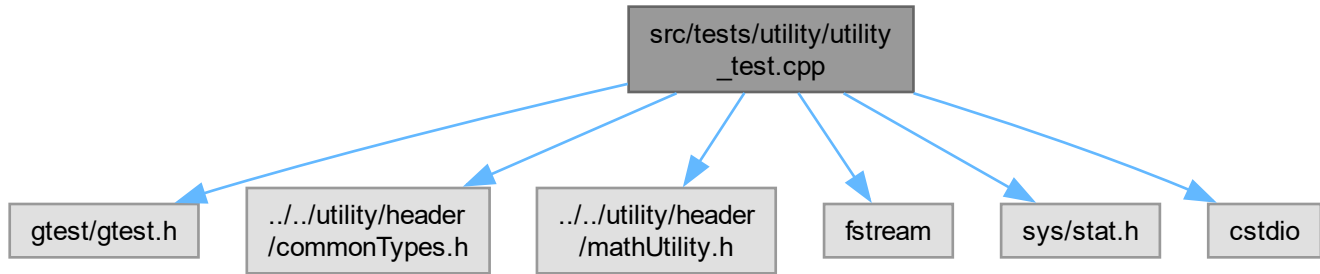 src/tests/utility/utility
_test.cpp
gtest/gtest.h
../../utility/header
/commonTypes.h
../../utility/header
/mathUtility.h
fstream
sys/stat.h
cstdio